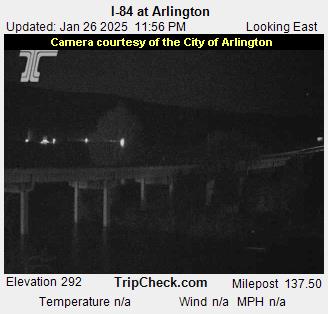 I-84 at Arlington
Updated: Jan 26 2025 11:56 PM Looking East
Camera courtesy of the City of Arlington
Elevation 292 TripCheck.com Milepost 137.50
Temperature n/a Wind n/a MPH n/a